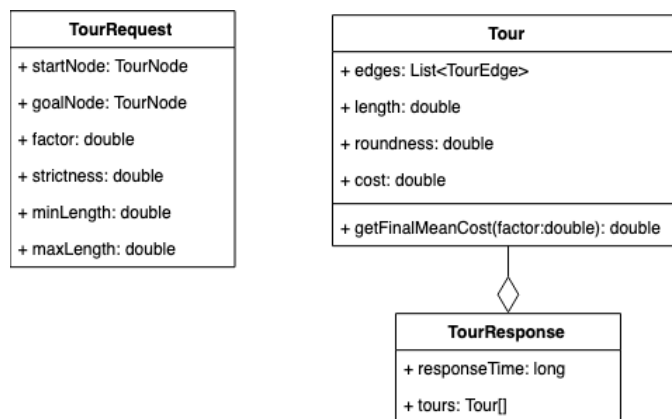 TourRequest
+ startNode: TourNode
+ goalNode: TourNode
+ factor: double
+ strictness: double
+ minLength: double
+ maxLength: double
Tour
+ edges: List<TourEdge>
+ length: double
+ roundness: double
+ cost: double
+ getFinalMeanCost(factor:double): double
TourResponse
+ responseTime: long
+ tours: Tour[]